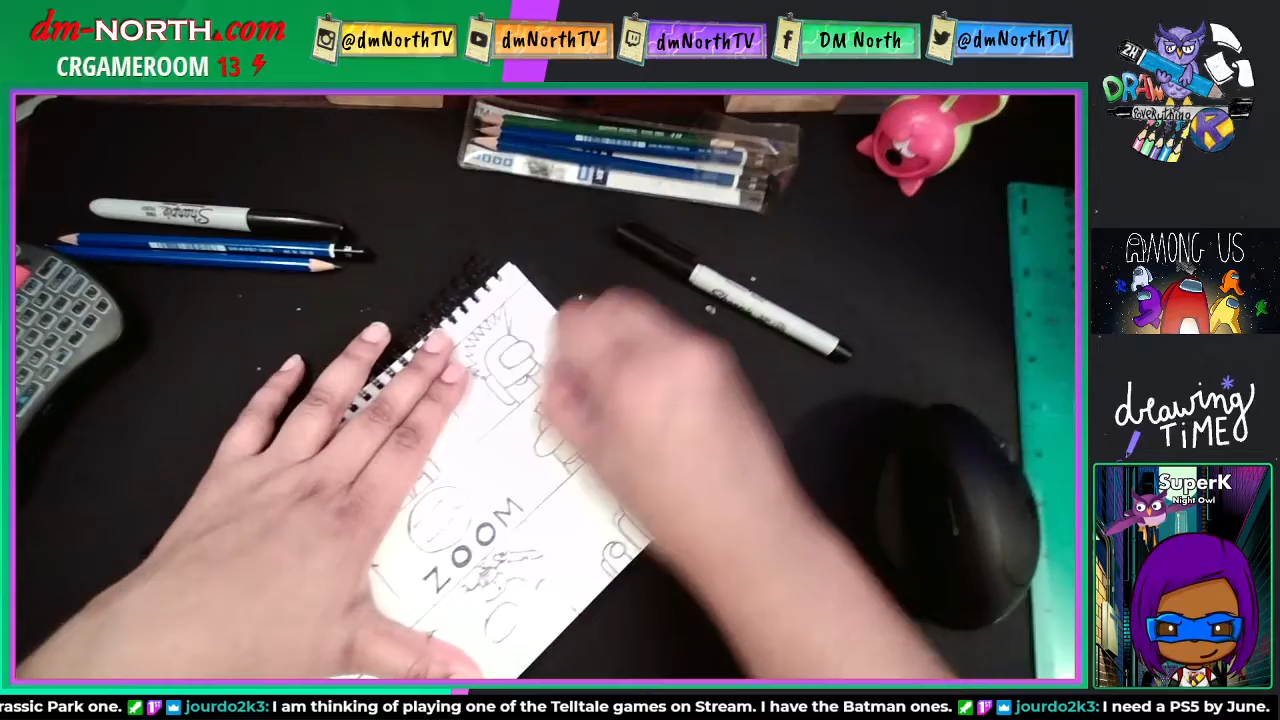 dm-NORTH.com
CRGAMEROOM 13
@dmNorthTV
dmNorthTV
dmNorthTV
DM North
@dmNorthTV
DRAW
AMONG US
drawing
TiME
SuperK
Night Owl
Sharpie
ZOOM
rassic Park one. jourdo2k3: I am thinking of playing one of the Telltale games on Stream. I have the Batman ones. jourdo2k3: I need a PS5 by June.